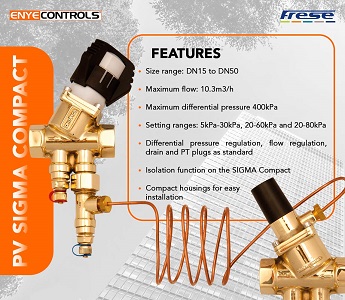 ENYECONTROLS
frese
PV SIGMA COMPACT
FEATURES
• Size range: DN15 to DN50
• Maximum flow: 10.3m3/h
• Maximum differential pressure 400kPa
• Setting ranges: 5kPa-30kPa, 20-60kPa and 20-80kPa
• Differential pressure regulation, flow regulation,
drain and PT plugs as standard
• Isolation function on the SIGMA Compact
• Compact housings for easy
installation